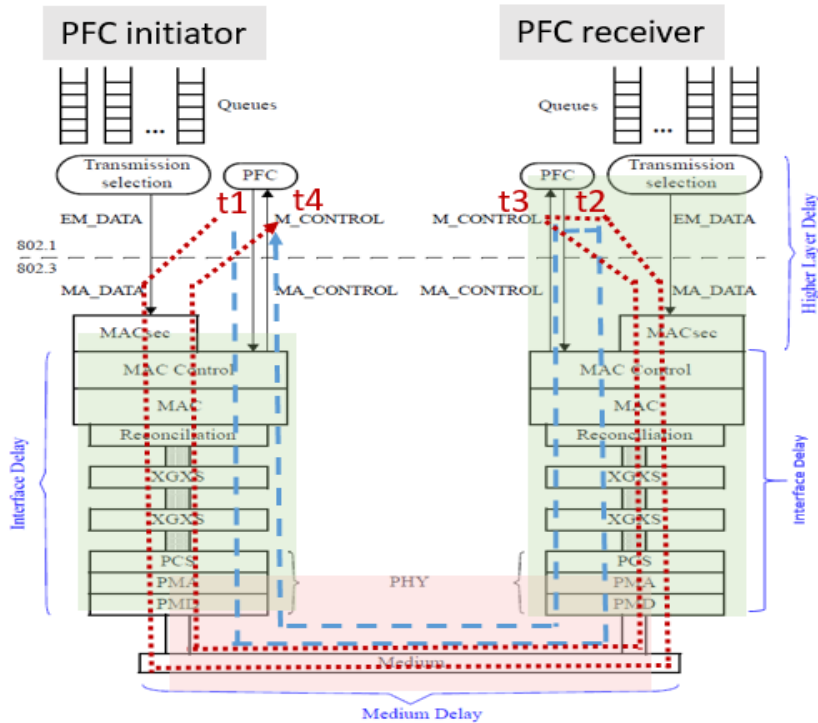 PFC initiator
PFC receiver
Queues
Queues
...
...
Transmission
selection
PFC
PFC
Transmission
selection
t1
t4
t3
t2
EM_DATA
M_CONTROL
M_CONTROL
EM_DATA
802.1
802.3
MA_DATA
MA_CONTROL
MA_CONTROL
MA_DATA
Higher Layer Delay
MACsec
MACsec
MAC Control
MAC Control
MAC
MAC
Reconciliation
Reconciliation
Interface Delay
Interface Delay
XGXS
XGXS
XGXS
XGXS
PCS
PCS
PMA
PHY
PMA
PMD
PMD
Medium
Medium Delay